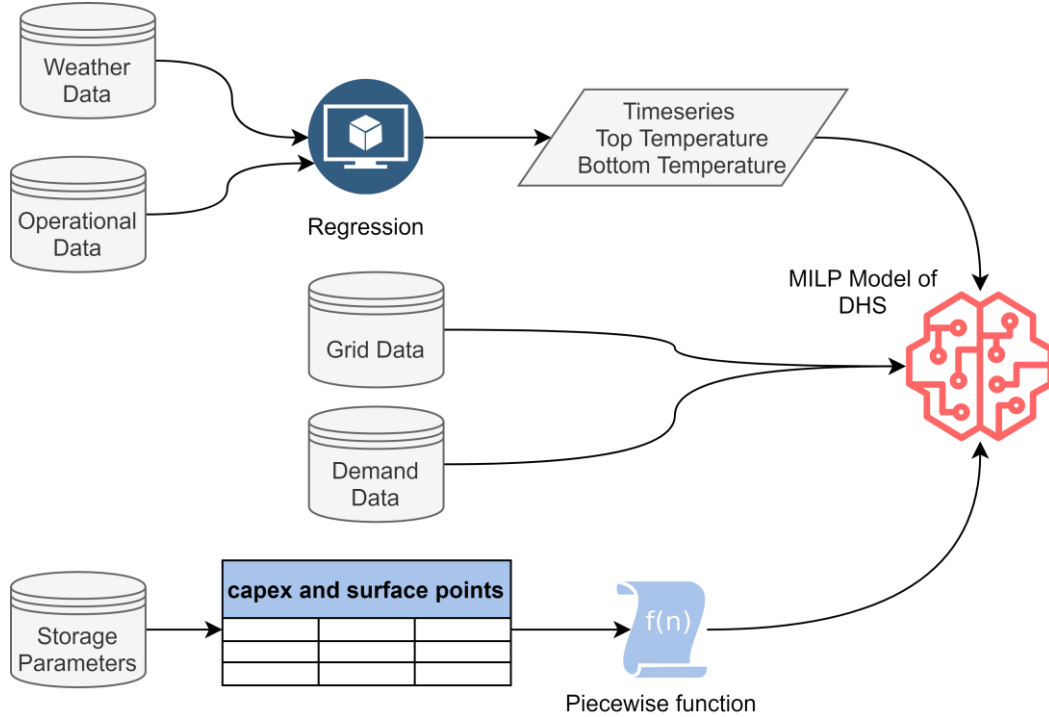 Weather
Data
Operational
Data
Regression
Timeseries
Top Temperature
Bottom Temperature
MILP Model of
DHS
Grid Data
Demand
Data
Storage
Parameters
capex and surface points
f(n)
Piecewise function